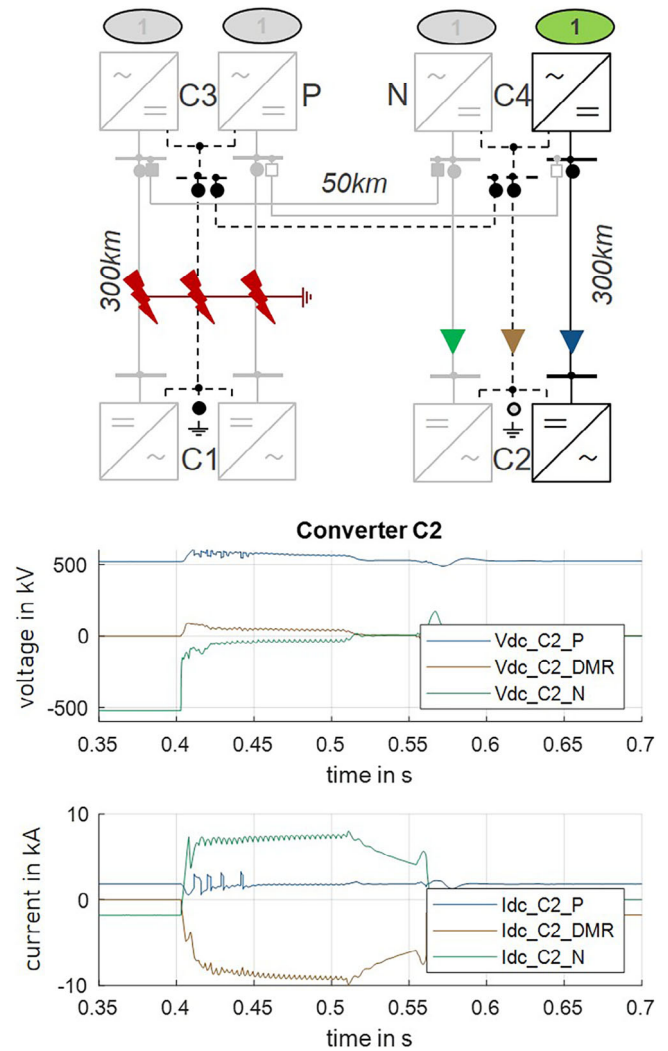 1 1 1 1
C3 P N C4
50km
300km 300km
C1 C2
Converter C2
voltage in kV
500
0
-500
Vdc_C2_P
Vdc_C2_DMR
Vdc_C2_N
0.35 0.4 0.45 0.5 0.55 0.6 0.65 0.7
time in s
current in kA
10
0
-10
Idc_C2_P
Idc_C2_DMR
Idc_C2_N
0.35 0.4 0.45 0.5 0.55 0.6 0.65 0.7
time in s